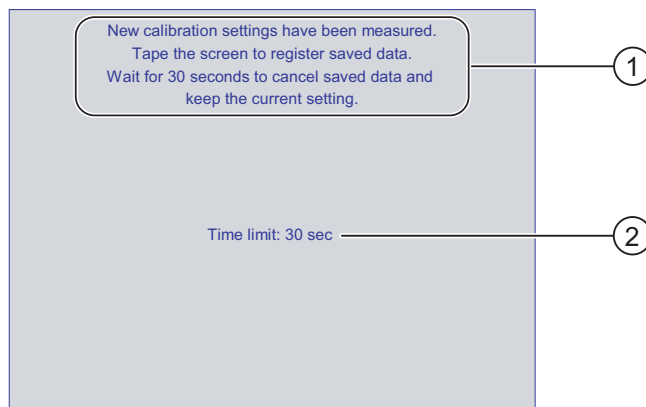 New calibration settings have been measured.
Tape the screen to register saved data.
Wait for 30 seconds to cancel saved data and
keep the current setting.
1
Time limit: 30 sec
2